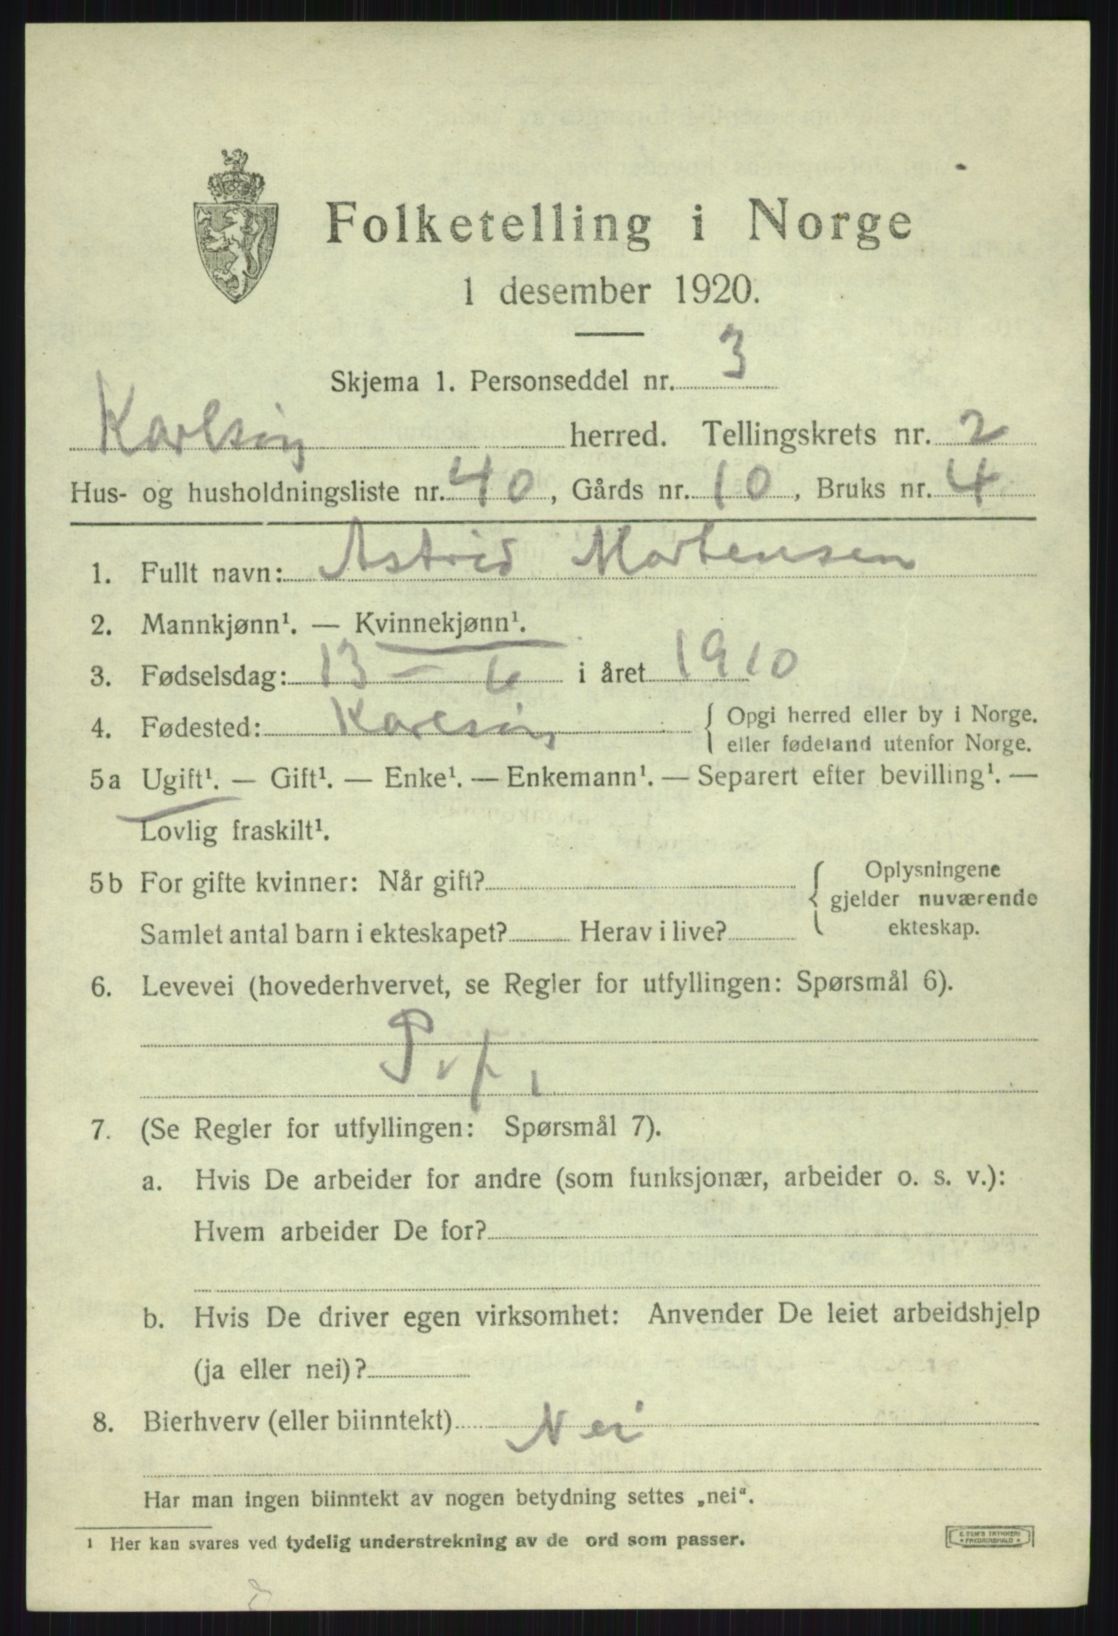 Folketelling i Norge
1 desember 1920.
Skjema 1. Personseddel nr. 3
Karlsøy herred. Tellingskrets nr. 2
Hus- og husholdningsliste nr. 40, Gårds nr. 10, Bruks nr. 4
1. Fullt navn: Astrid Mortensen
2. Mannkjønn¹. — Kvinnekjønn¹.
3. Fødselsdag: 13 – 6 i året 1910
4. Fødested: Karlsøy { Opgi herred eller by i Norge.
eller fødeland utenfor Norge.
5a Ugift¹. — Gift¹. — Enke¹. — Enkemann¹. — Separert efter bevilling¹. —
Lovlig fraskilt¹.
5b For gifte kvinner: Når gift? { Oplysningene
gjelder nuværende
ekteskap.
Samlet antal barn i ekteskapet? Herav i live?
6. Levevei (hovederhvervet, se Regler for utfyllingen: Spørsmål 6).
7. (Se Regler for utfyllingen: Spørsmål 7).
a. Hvis De arbeider for andre (som funksjonær, arbeider o. s. v.):
Hvem arbeider De for?
b. Hvis De driver egen virksomhet: Anvender De leiet arbeidshjelp
(ja eller nei)?
8. Bierhverv (eller biinntekt) Nei
Har man ingen biinntekt av nogen betydning settes „nei".
¹ Her kan svares ved tydelig understrekning av de ord som passer.